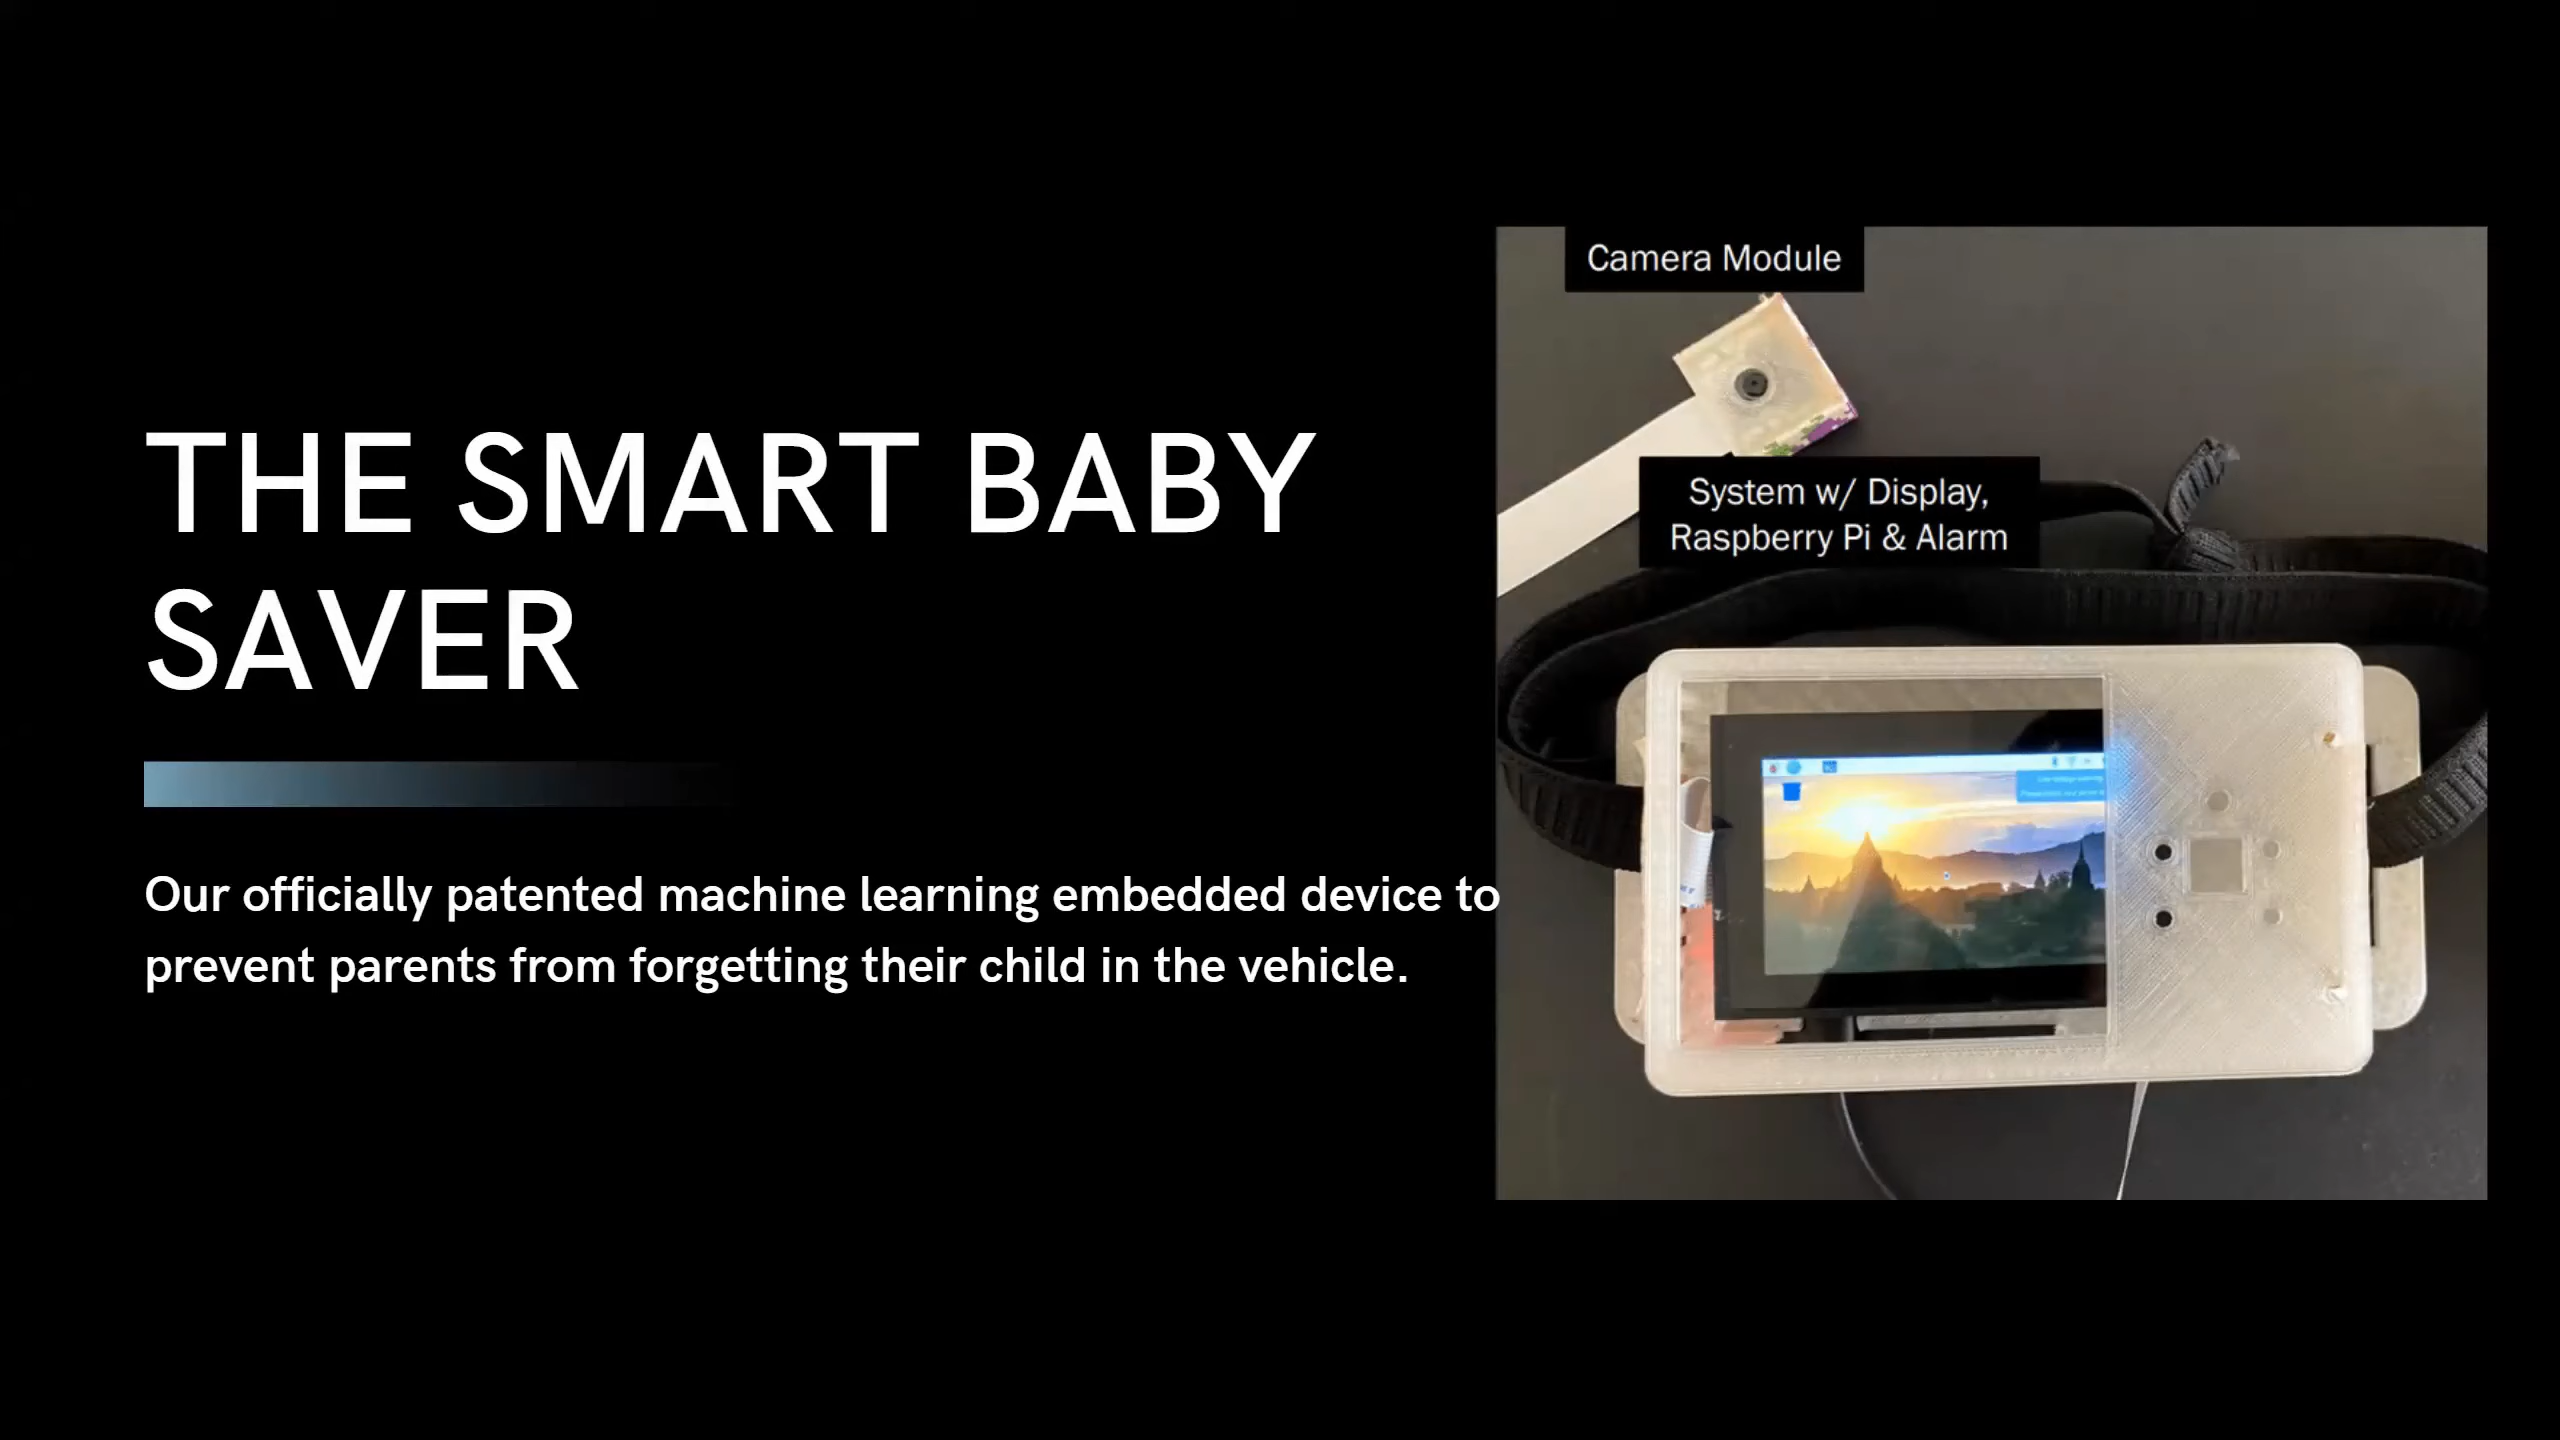 THE SMART BABY
SAVER
Our officially patented machine learning embedded device to
prevent parents from forgetting their child in the vehicle.
Camera Module
System w/ Display,
Raspberry Pi & Alarm